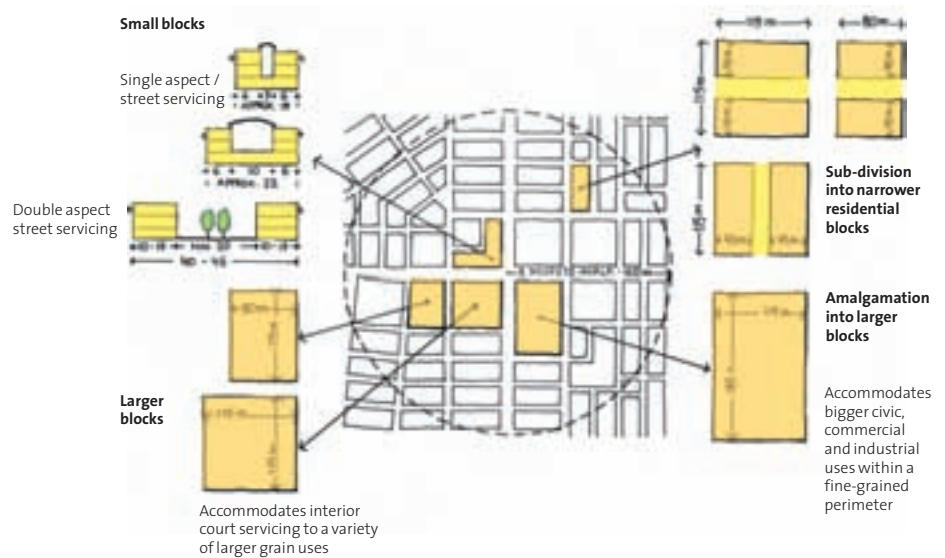 Small blocks
Single aspect /
street servicing
Double aspect
street servicing
Larger
blocks
Accommodates interior
court servicing to a variety
of larger grain uses
115 m
Sub-division
into narrower
residential
blocks
Amalgamation
into larger
blocks
Accommodates
bigger civic,
commercial
and industrial
uses within a
fine-grained
perimeter